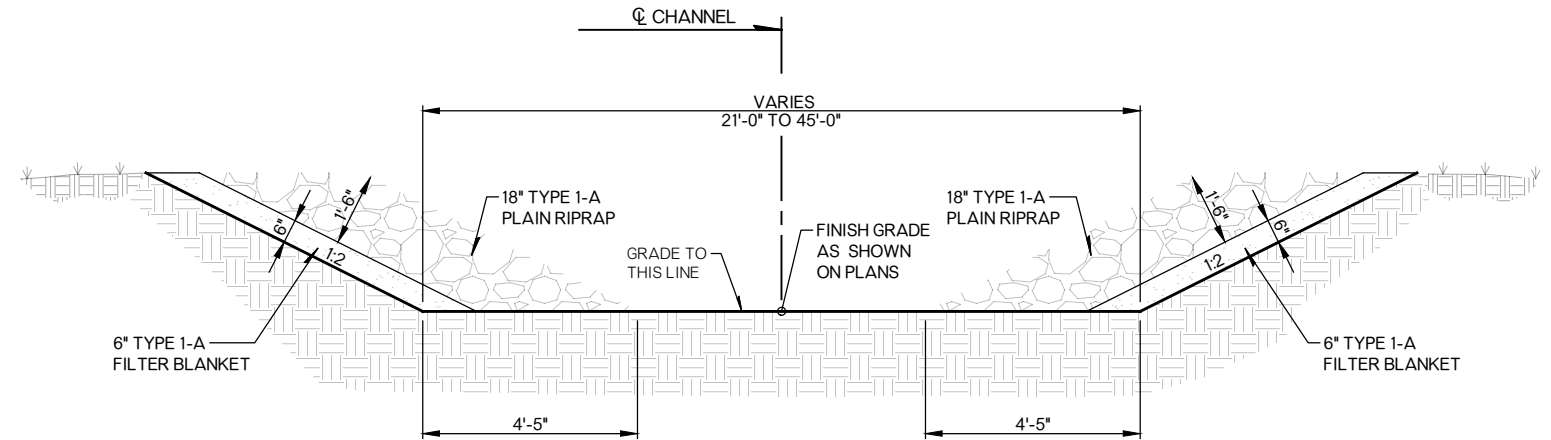 ℄ CHANNEL
VARIES
21'-0" TO 45'-0"
18" TYPE 1-A
PLAIN RIPRAP
18" TYPE 1-A
PLAIN RIPRAP
1'-6"
6"
1:2
GRADE TO
THIS LINE
FINISH GRADE
AS SHOWN
ON PLANS
1'-6"
6"
1:2
6" TYPE 1-A
FILTER BLANKET
6" TYPE 1-A
FILTER BLANKET
4'-5"
4'-5"